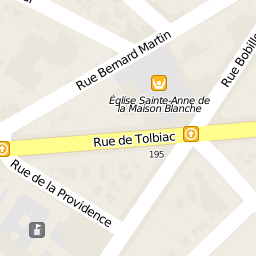 Rue Bernard Martin
Rue Bobillo
Église Sainte-Anne de
la Maison Blanche
Rue de Tolbiac
195
Rue de la Providence